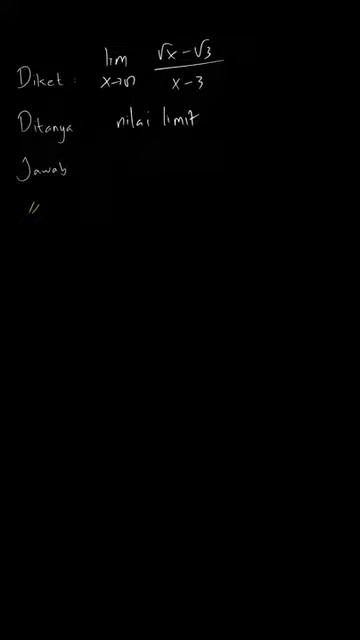 lim √x − √3
Diket : x→ x − 3
Ditanya nilai limit
Jawab
//